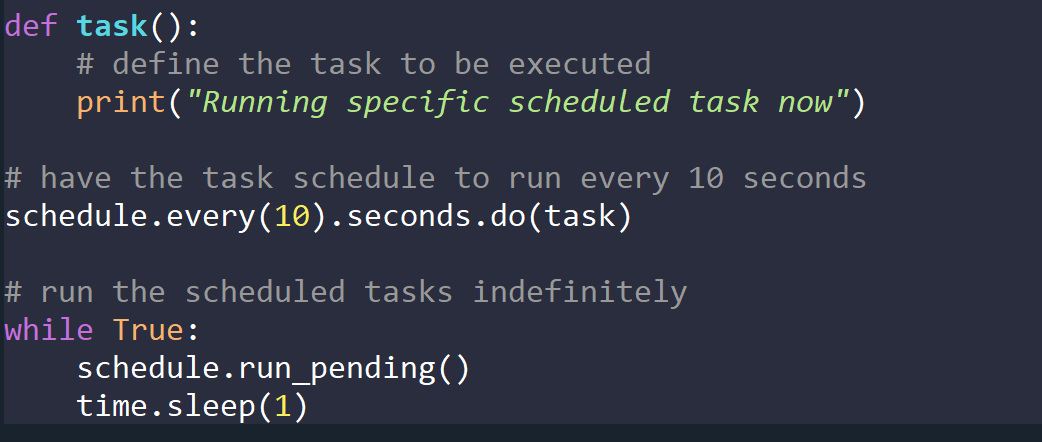 def task():
    # define the task to be executed
    print("Running specific scheduled task now")

# have the task schedule to run every 10 seconds
schedule.every(10).seconds.do(task)

# run the scheduled tasks indefinitely
while True:
    schedule.run_pending()
    time.sleep(1)